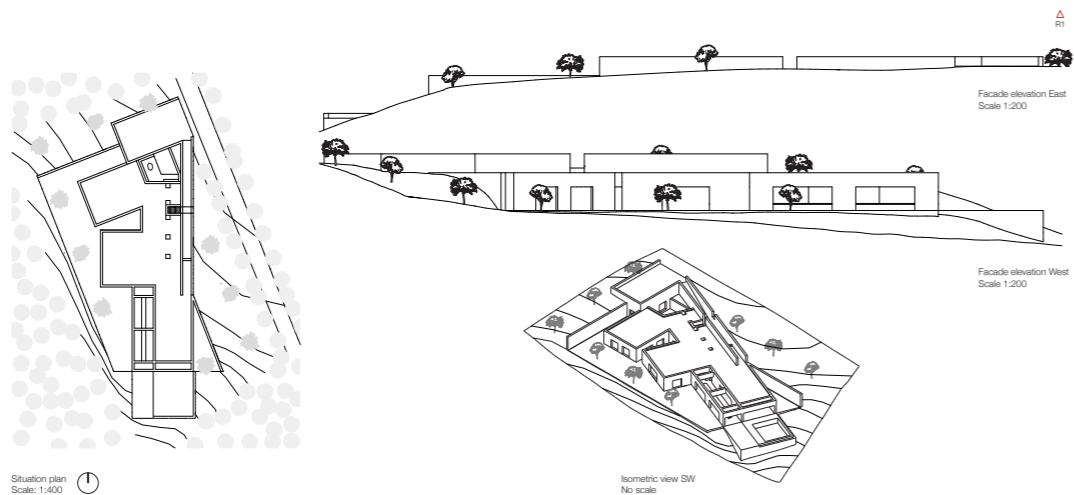 R1
Facade elevation East
Scale 1:200
Facade elevation West
Scale 1:200
Situation plan
Scale: 1:400
Isometric view SW
No scale